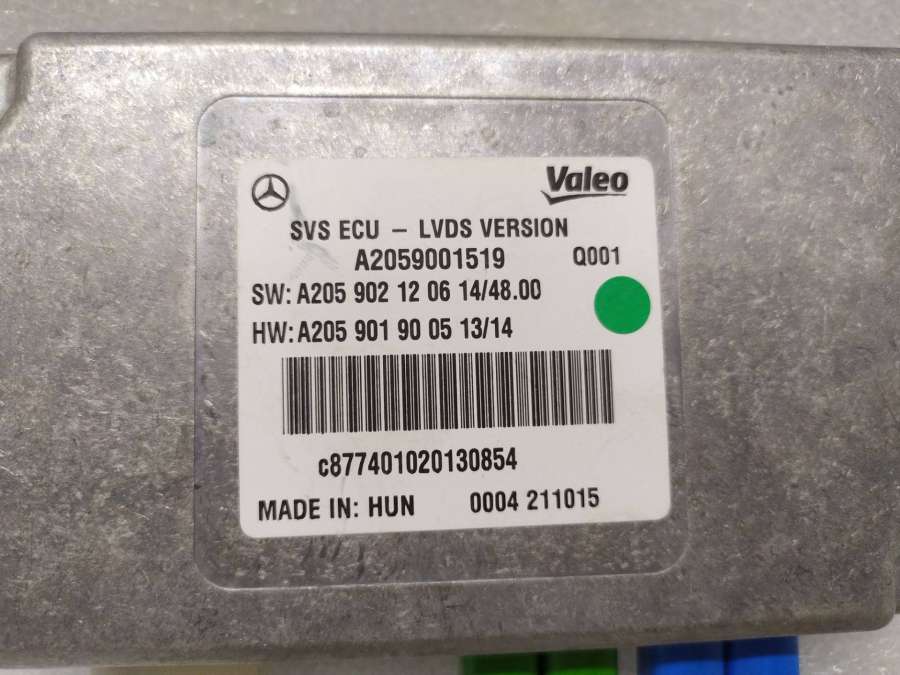 Valeo
SVS ECU – LVDS VERSION
A2059001519 Q001
SW: A205 902 12 06 14/48.00
HW: A205 901 90 05 13/14
c877401020130854
MADE IN: HUN 0004 211015